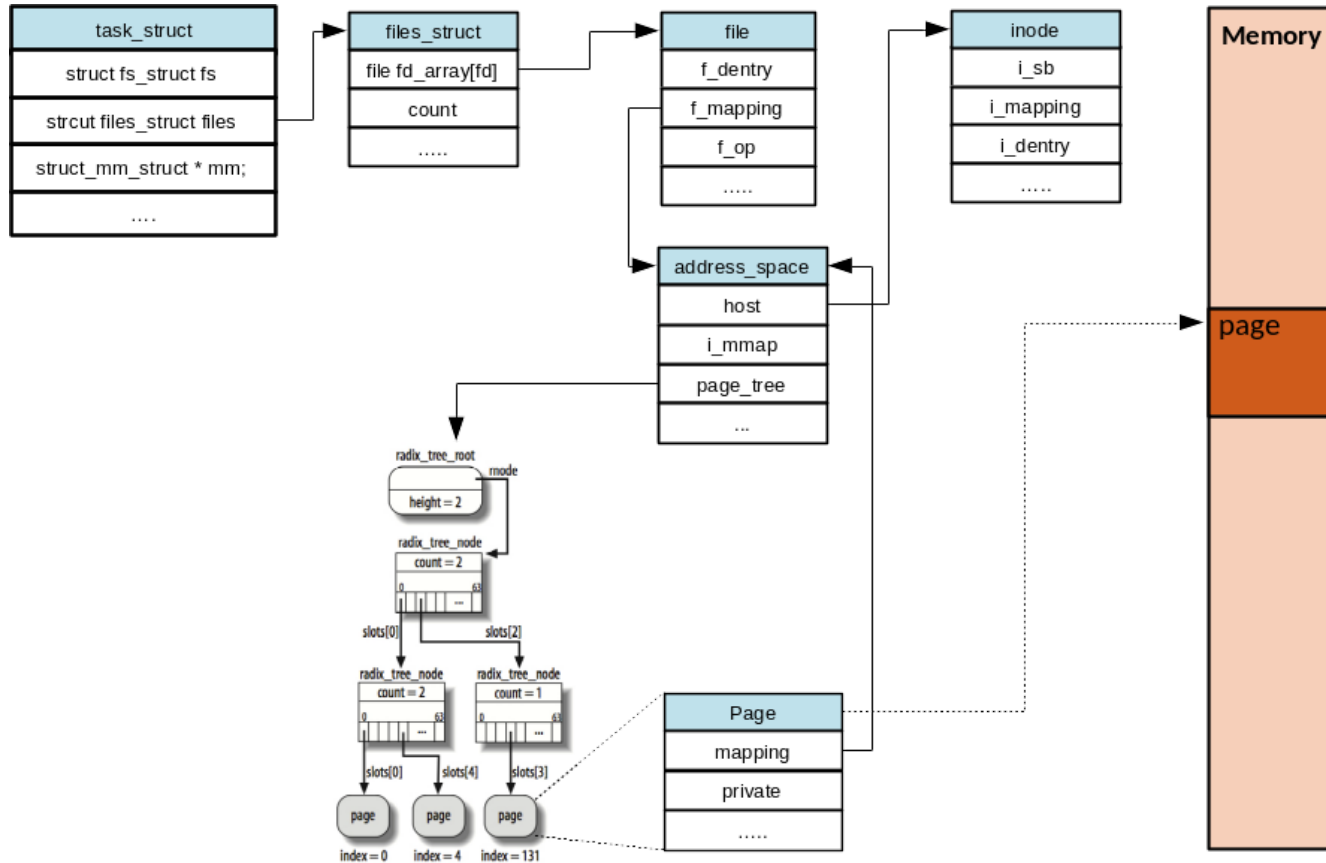 task_struct
struct fs_struct fs
strcut files_struct files
struct_mm_struct * mm;
....
files_struct
file fd_array[fd]
count
.....
file
f_dentry
f_mapping
f_op
.....
inode
i_sb
i_mapping
i_dentry
.....
Memory
page
address_space
host
i_mmap
page_tree
...
radix_tree_root
rnode
height = 2
radix_tree_node
count = 2
0 63
...
slots[0] slots[2]
radix_tree_node radix_tree_node
count = 2 count = 1
0 63 0 63
... ...
slots[0] slots[4] slots[3]
page page page
index = 0 index = 4 index = 131
Page
mapping
private
.....